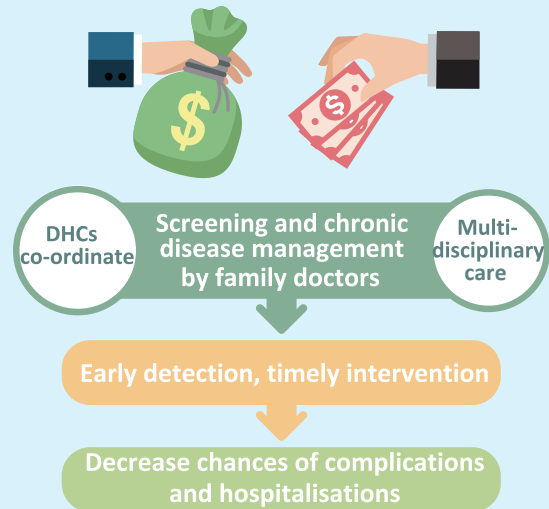 $
$
DHCs
co-ordinate
Screening and chronic
disease management
by family doctors
Multi-
disciplinary
care
Early detection, timely intervention
Decrease chances of complications
and hospitalisations